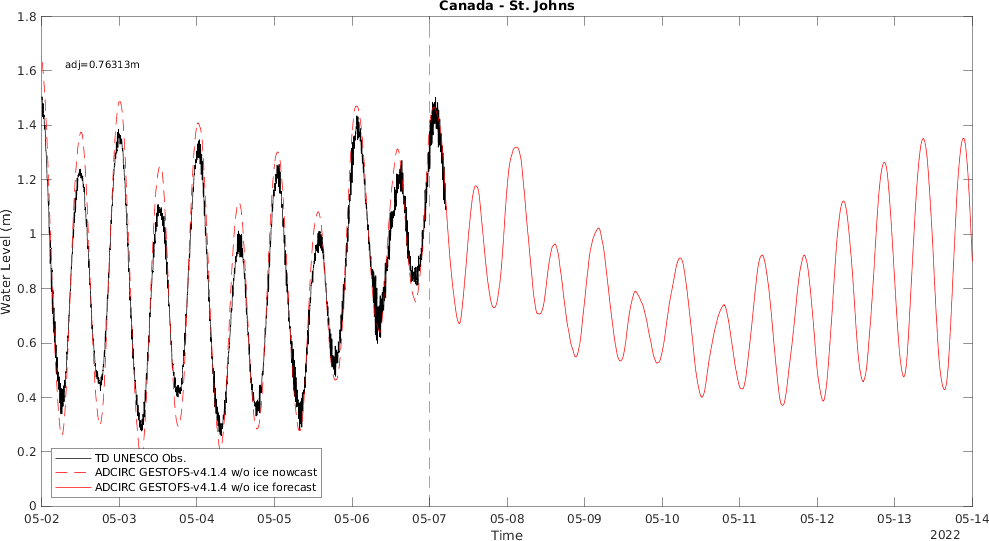 Canada - St. Johns
1.8
1.6
1.4
1.2
1
0.8
0.6
0.4
0.2
0
Water Level (m)
adj=0.76313m
TD UNESCO Obs.
ADCIRC GESTOFS-v4.1.4 w/o ice nowcast
ADCIRC GESTOFS-v4.1.4 w/o ice forecast
05-02 05-03 05-04 05-05 05-06 05-07 05-08 05-09 05-10 05-11 05-12 05-13 05-14
Time
2022